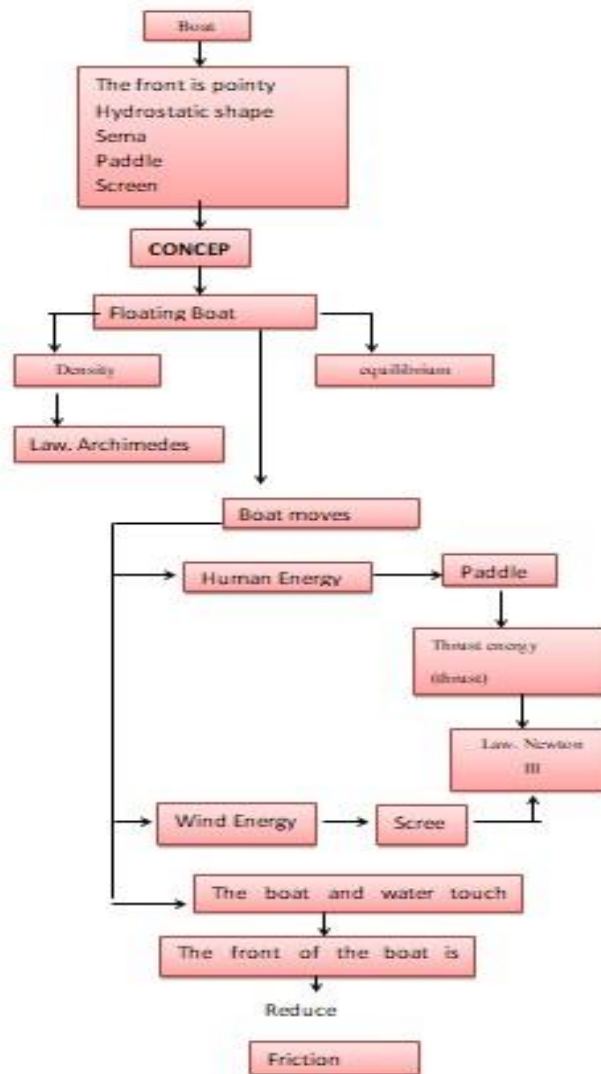 Boat
The front is pointy
Hydrostatic shape
Sema
Paddle
Screen
CONCEP
Floating Boat
Density
equilibrium
Law. Archimedes
Boat moves
Human Energy
Paddle
Thrust energy
(thrust)
Law. Newton
III
Wind Energy
Scree
The boat and water touch
The front of the boat is
Reduce
Friction